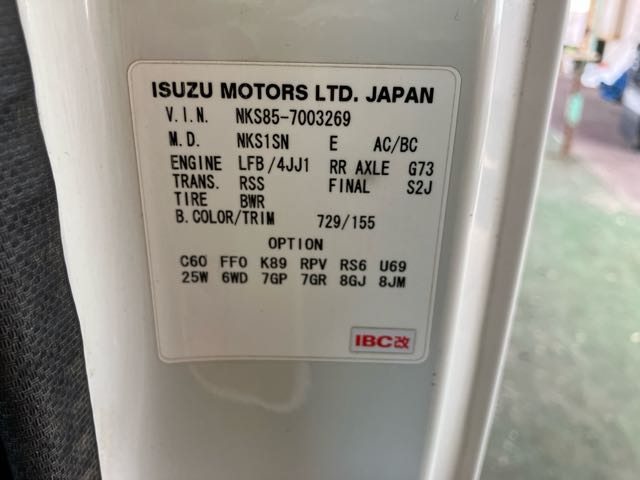 ISUZU MOTORS LTD. JAPAN
V.I.N. NKS85-7003269
M.D. NKS1SN E AC/BC
ENGINE LFB/4JJ1 RR AXLE G73
TRANS. RSS FINAL S2J
TIRE BWR
B.COLOR/TRIM 729/155
OPTION
C60 FF0 K89 RPV RS6 U69
25W 6WD 7GP 7GR 8GJ 8JM
IBC改